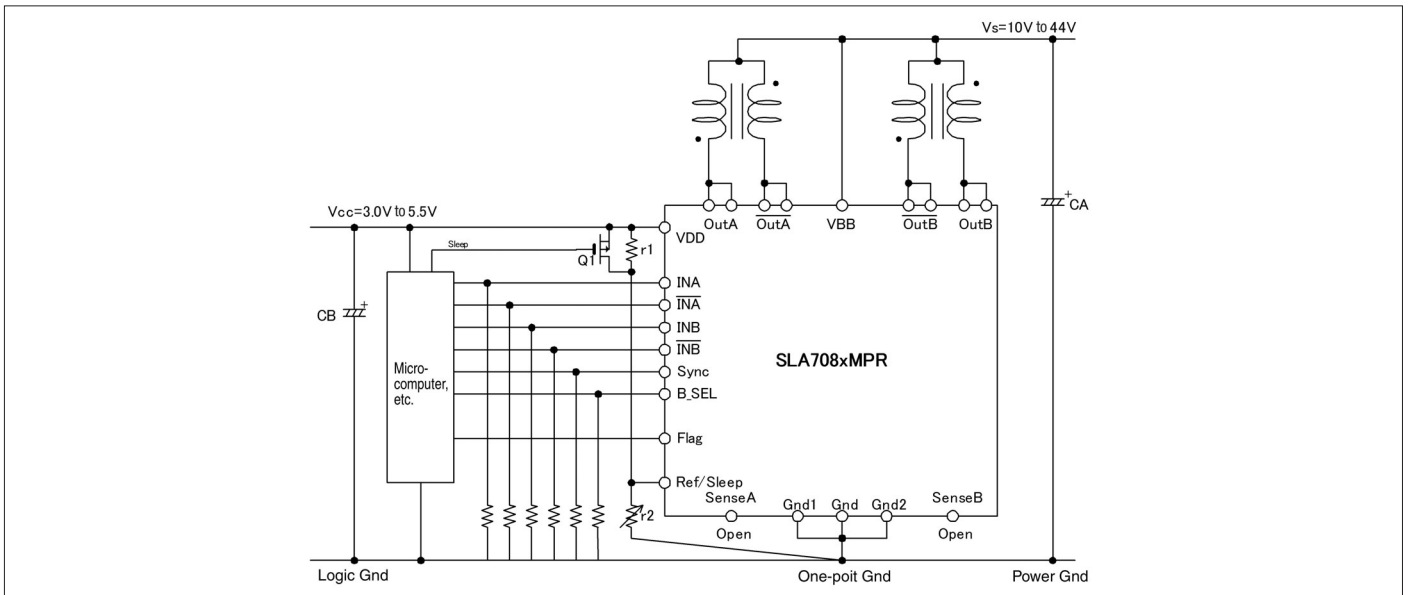 Vs=10V to 44V
CA
Vcc=3.0V to 5.5V
OutA
OutA
VBB
OutB
OutB
VDD
Sleep
Q1
r1
INA
INA
INB
INB
Sync
B_SEL
Flag
Ref/Sleep
CB
Micro-
computer,
etc.
SLA708xMPR
SenseA
Gnd1 Gnd Gnd2
SenseB
r2
Open
Open
Logic Gnd
One-poit Gnd
Power Gnd